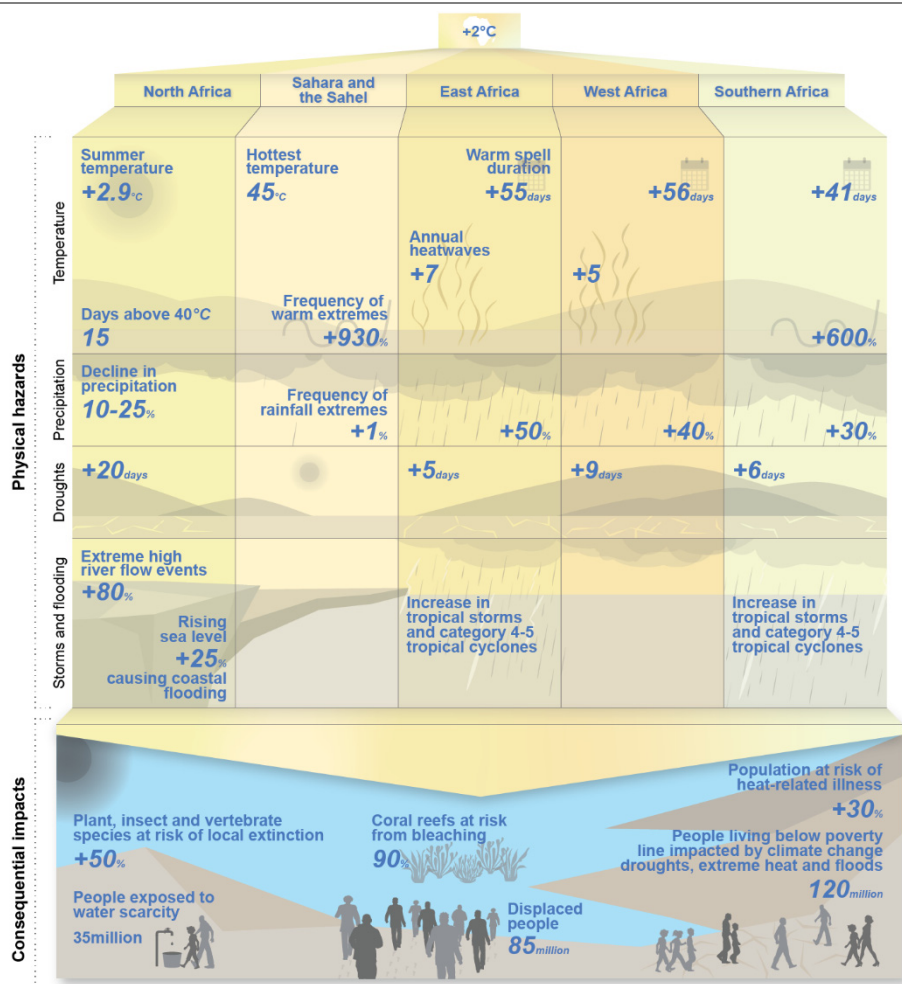 +2°C
North Africa
Sahara and
the Sahel
East Africa
West Africa
Southern Africa
Physical hazards
Temperature
Summer
temperature
+2.9°C
Hottest
temperature
45°C
Warm spell
duration
+55days
+56days
+41days
Annual
heatwaves
+7
+5
Days above 40°C
15
Frequency of
warm extremes
+930%
+600%
Precipitation
Decline in
precipitation
10-25%
Frequency of
rainfall extremes
+1%
+50%
+40%
+30%
Droughts
+20days
+5days
+9days
+6days
Storms and flooding
Extreme high
river flow events
+80%
Rising
sea level
+25%
causing coastal
flooding
Increase in
tropical storms
and category 4-5
tropical cyclones
Increase in
tropical storms
and category 4-5
tropical cyclones
Consequential impacts
Plant, insect and vertebrate
species at risk of local extinction
+50%
People exposed to
water scarcity
35million
Coral reefs at risk
from bleaching
90%
Displaced
people
85million
Population at risk of
heat-related illness
+30%
People living below poverty
line impacted by climate change
droughts, extreme heat and floods
120million